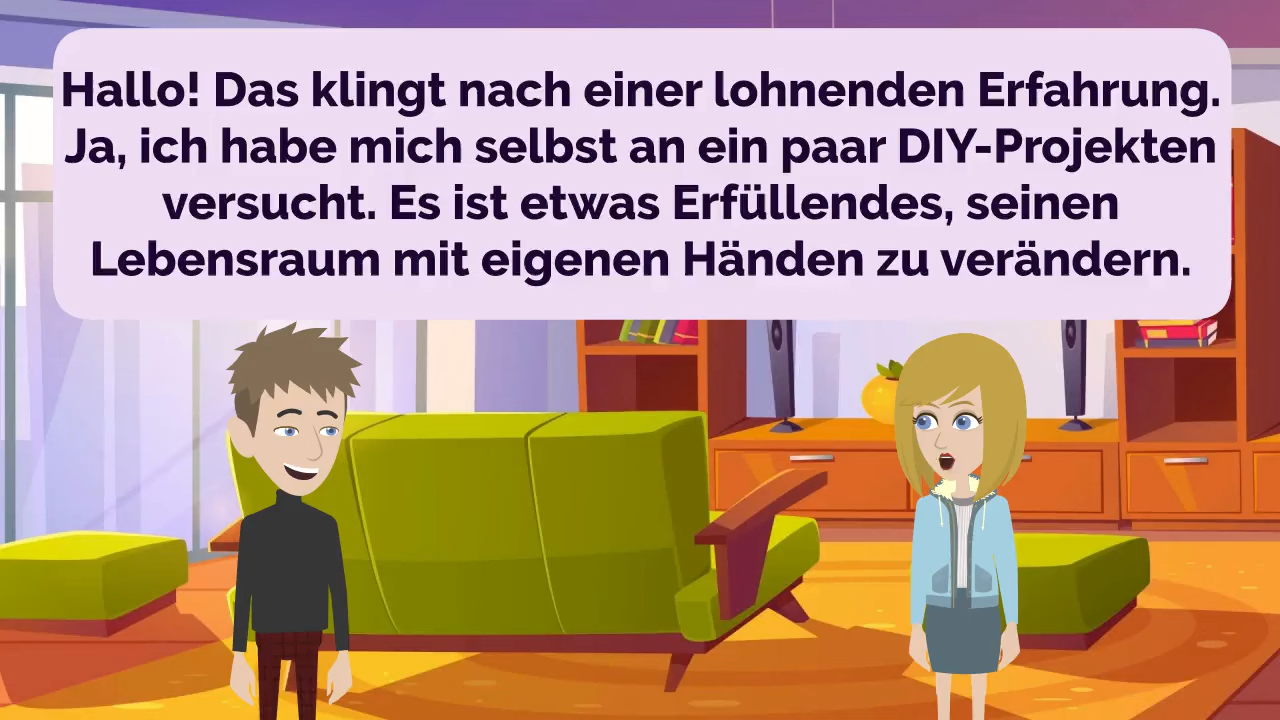 Hallo! Das klingt nach einer lohnenden Erfahrung.
Ja, ich habe mich selbst an ein paar DIY-Projekten
versucht. Es ist etwas Erfüllendes, seinen
Lebensraum mit eigenen Händen zu verändern.